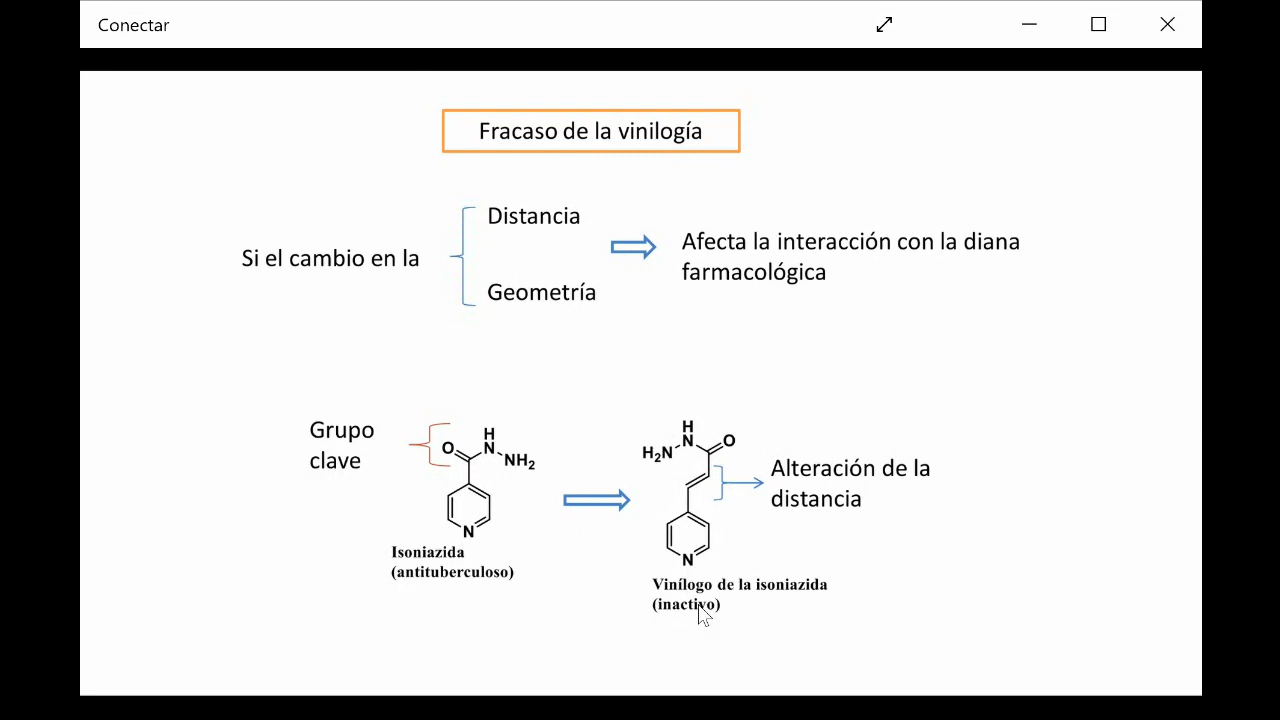 Conectar
Fracaso de la vinilogía
Distancia
Si el cambio en la
Geometría
Afecta la interacción con la diana
farmacológica
Grupo
clave
O
H
N
NH2
N
Isoniazida
(antituberculoso)
H
N
H2N
O
N
Alteración de la
distancia
Vinílogo de la isoniazida
(inactivo)